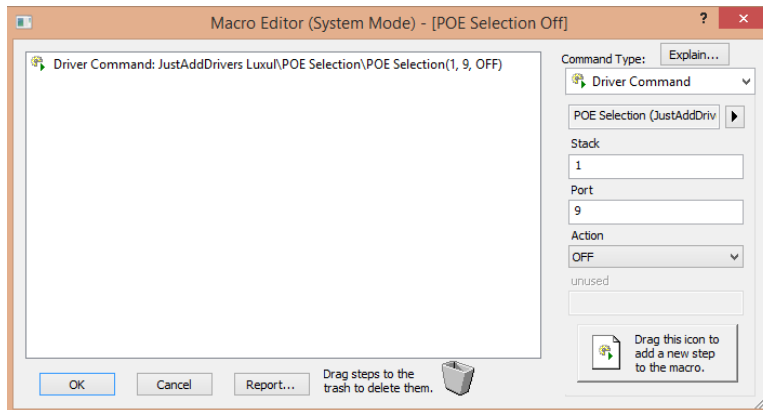 Macro Editor (System Mode) - [POE Selection Off]
?
Driver Command: JustAddDrivers Luxul\POE Selection\POE Selection(1, 9, OFF)
Command Type:
Explain...
Driver Command
POE Selection (JustAddDriv
Stack
1
Port
9
Action
OFF
unused
Drag this icon to
add a new step
to the macro.
OK
Cancel
Report...
Drag steps to the
trash to delete them.